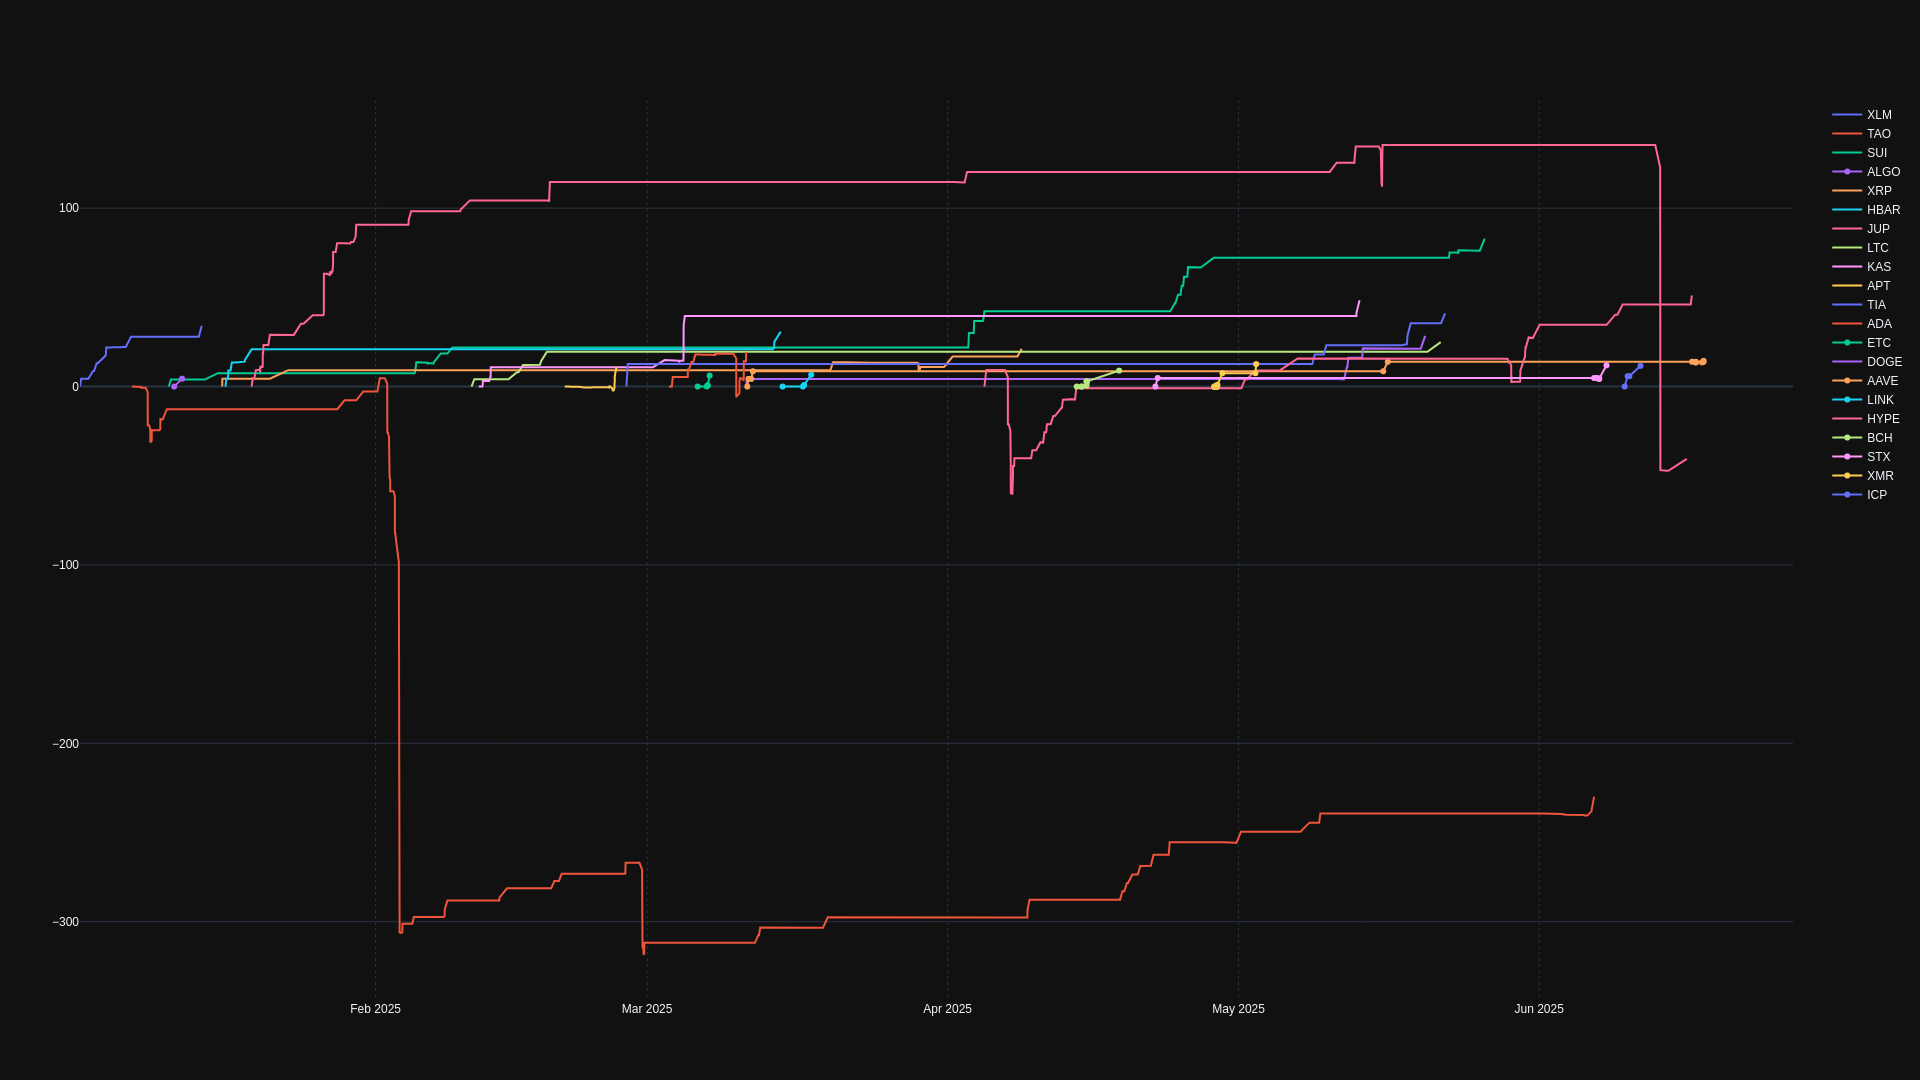 100
0
−100
−200
−300
Feb 2025
Mar 2025
Apr 2025
May 2025
Jun 2025
XLM
TAO
SUI
ALGO
XRP
HBAR
JUP
LTC
KAS
APT
TIA
ADA
ETC
DOGE
AAVE
LINK
HYPE
BCH
STX
XMR
ICP